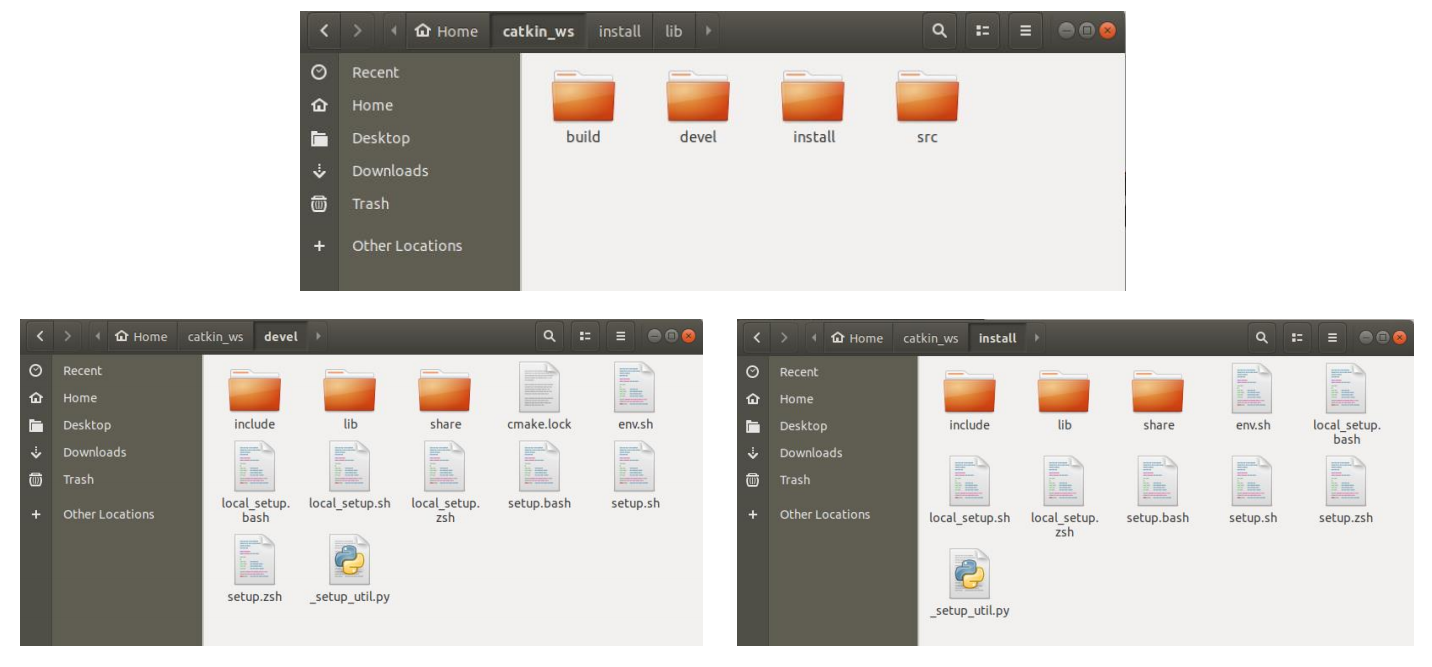 Home catkin_ws install lib
Recent
Home
Desktop
Downloads
Trash
Other Locations
build devel install src
Home catkin_ws devel
Recent
Home
Desktop
Downloads
Trash
Other Locations
include lib share cmake.lock env.sh
local_setup. local_setup.sh local_setup. setup.bash setup.sh
bash zsh
setup.zsh _setup_util.py
Home catkin_ws install
Recent
Home
Desktop
Downloads
Trash
Other Locations
include lib share env.sh local_setup.
bash
local_setup.sh local_setup. setup.bash setup.sh setup.zsh
zsh
_setup_util.py